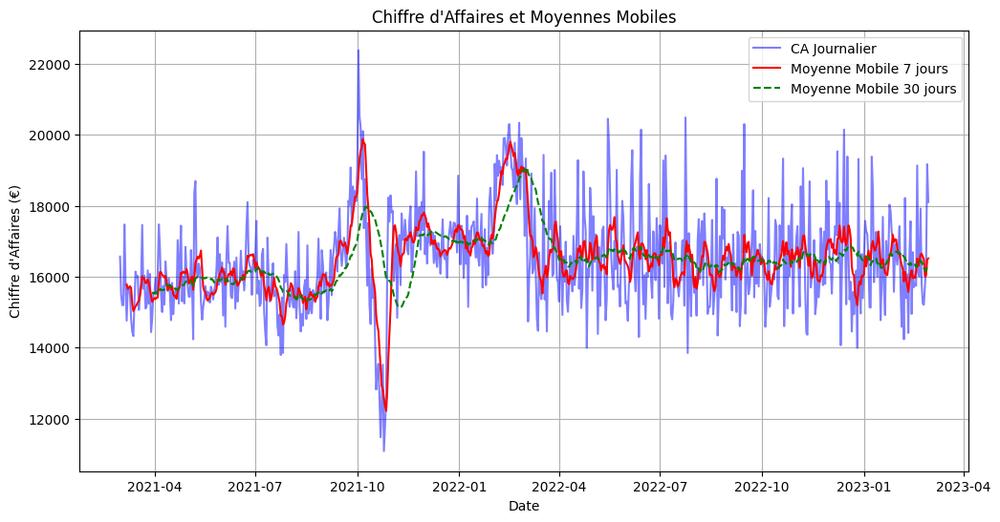 Chiffre d'Affaires et Moyennes Mobiles
CA Journalier
Moyenne Mobile 7 jours
Moyenne Mobile 30 jours
Chiffre d'Affaires (€)
22000
20000
18000
16000
14000
12000
2021-04
2021-07
2021-10
2022-01
2022-04
2022-07
2022-10
2023-01
2023-04
Date